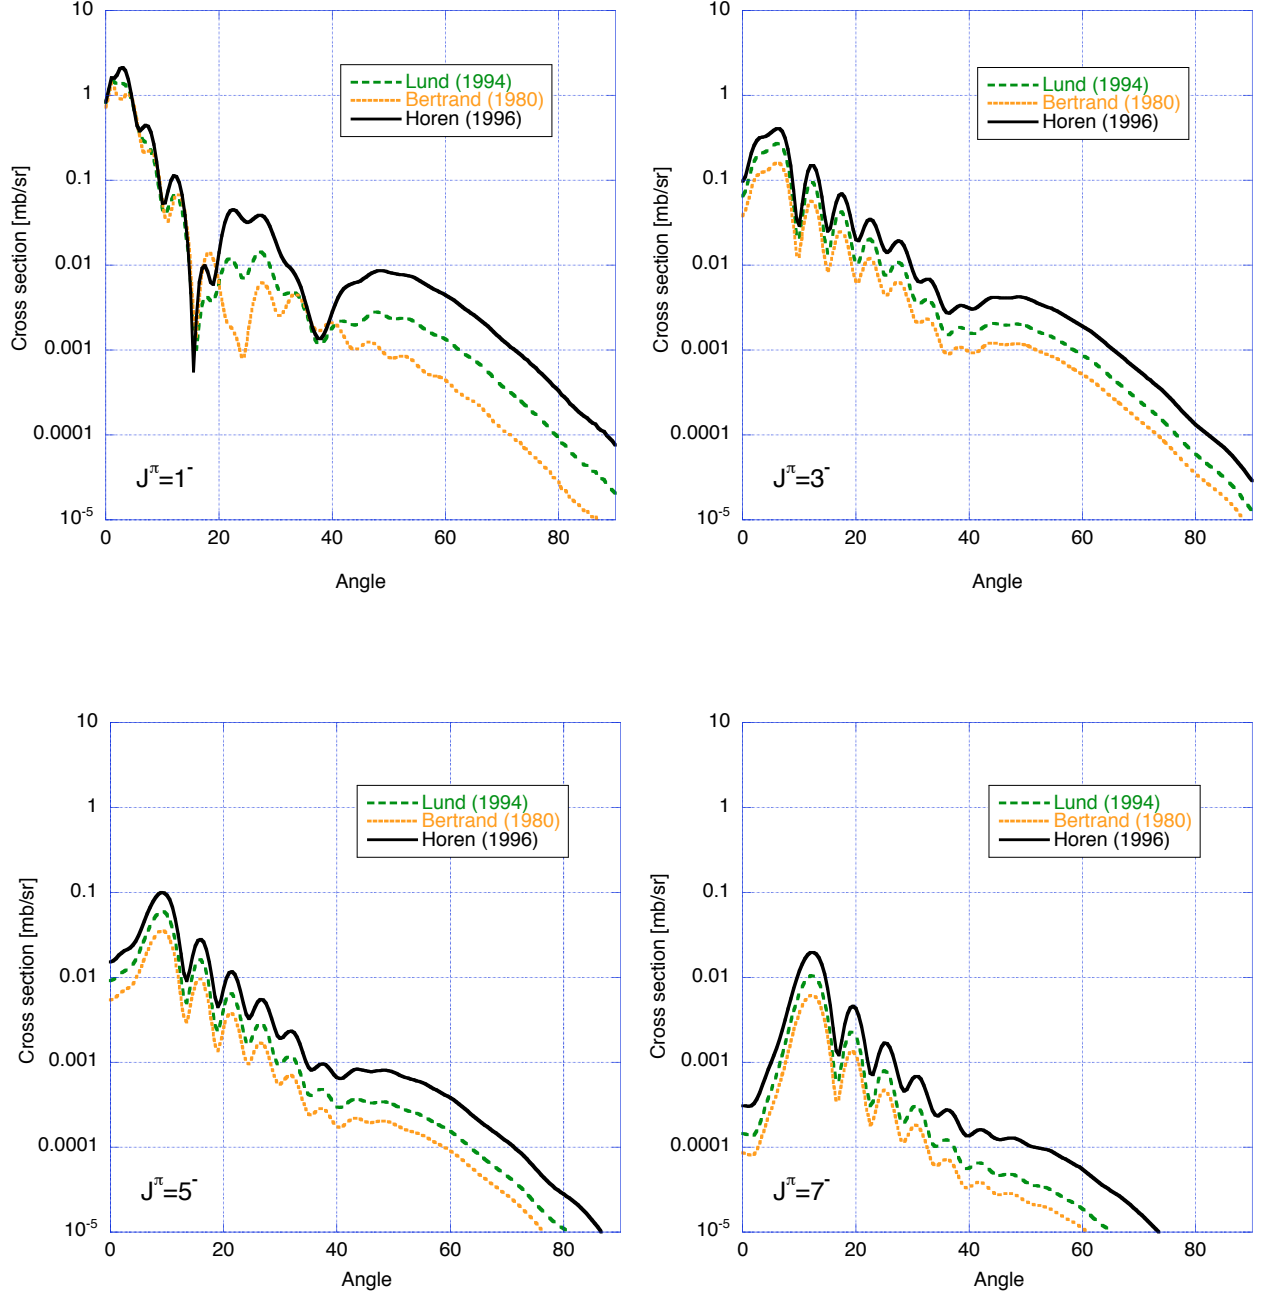 10
1
0.1
0.01
0.001
0.0001
10^-5
Cross section [mb/sr]
Lund (1994)
Bertrand (1980)
Horen (1996)
J^π=1^-
0 20 40 60 80
Angle
10
1
0.1
0.01
0.001
0.0001
10^-5
Cross section [mb/sr]
Lund (1994)
Bertrand (1980)
Horen (1996)
J^π=3^-
0 20 40 60 80
Angle
10
1
0.1
0.01
0.001
0.0001
10^-5
Cross section [mb/sr]
Lund (1994)
Bertrand (1980)
Horen (1996)
J^π=5^-
0 20 40 60 80
Angle
10
1
0.1
0.01
0.001
0.0001
10^-5
Cross section [mb/sr]
Lund (1994)
Bertrand (1980)
Horen (1996)
J^π=7^-
0 20 40 60 80
Angle